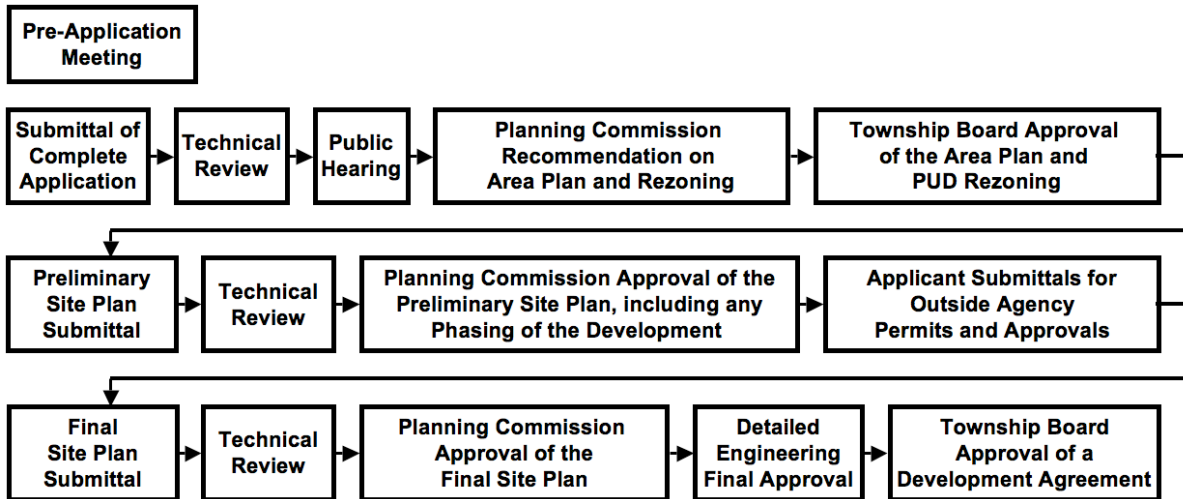 Pre-Application
Meeting
Submittal of
Complete
Application
Technical
Review
Public
Hearing
Planning Commission
Recommendation on
Area Plan and Rezoning
Township Board Approval
of the Area Plan and
PUD Rezoning
Preliminary
Site Plan
Submittal
Technical
Review
Planning Commission Approval of the
Preliminary Site Plan, including any
Phasing of the Development
Applicant Submittals for
Outside Agency
Permits and Approvals
Final
Site Plan
Submittal
Technical
Review
Planning Commission
Approval of the
Final Site Plan
Detailed
Engineering
Final Approval
Township Board
Approval of a
Development Agreement